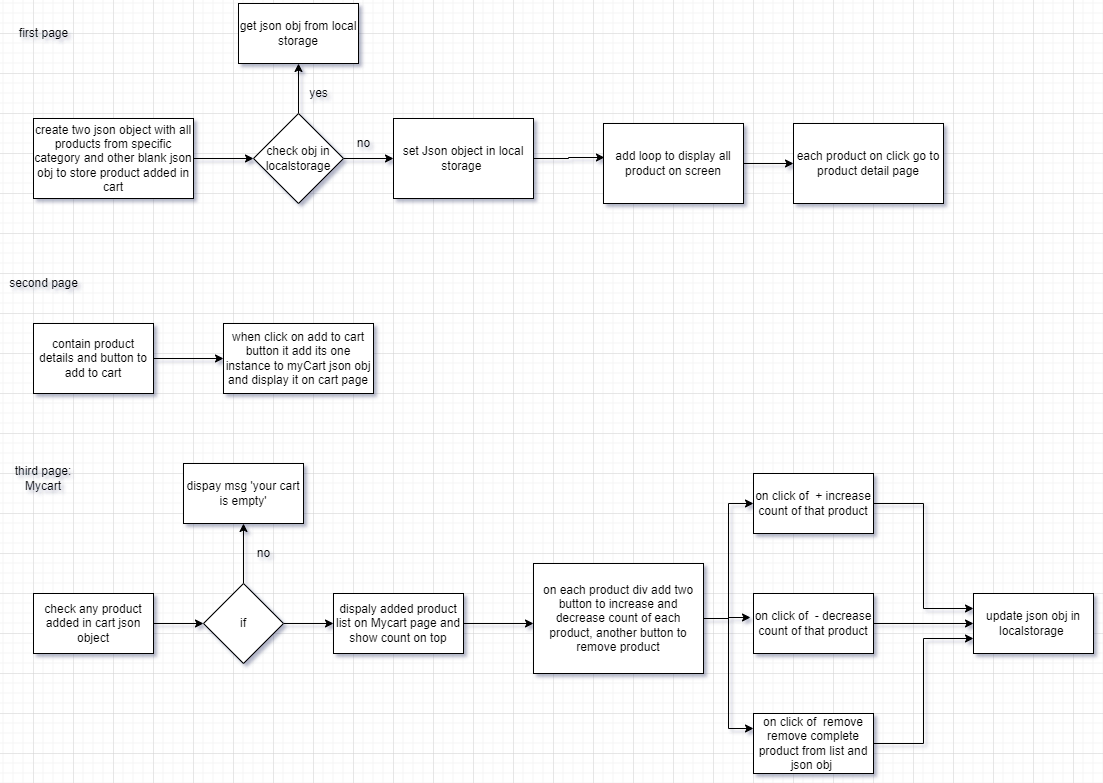 first page
get json obj from local
storage
yes
create two json object with all
products from specific
category and other blank json
obj to store product added in
cart
check obj in
localstorage
no
set Json object in local
storage
add loop to display all
product on screen
each product on click go to
product detail page
second page
contain product
details and button to
add to cart
when click on add to cart
button it add its one
instance to myCart json obj
and display it on cart page
third page:
Mycart
dispay msg 'your cart
is empty'
no
check any product
added in cart json
object
if
dispaly added product
list on Mycart page and
show count on top
on each product div add two
button to increase and
decrease count of each
product, another button to
remove product
on click of + increase
count of that product
on click of - decrease
count of that product
on click of remove
remove complete
product from list and
json obj
update json obj in
localstorage